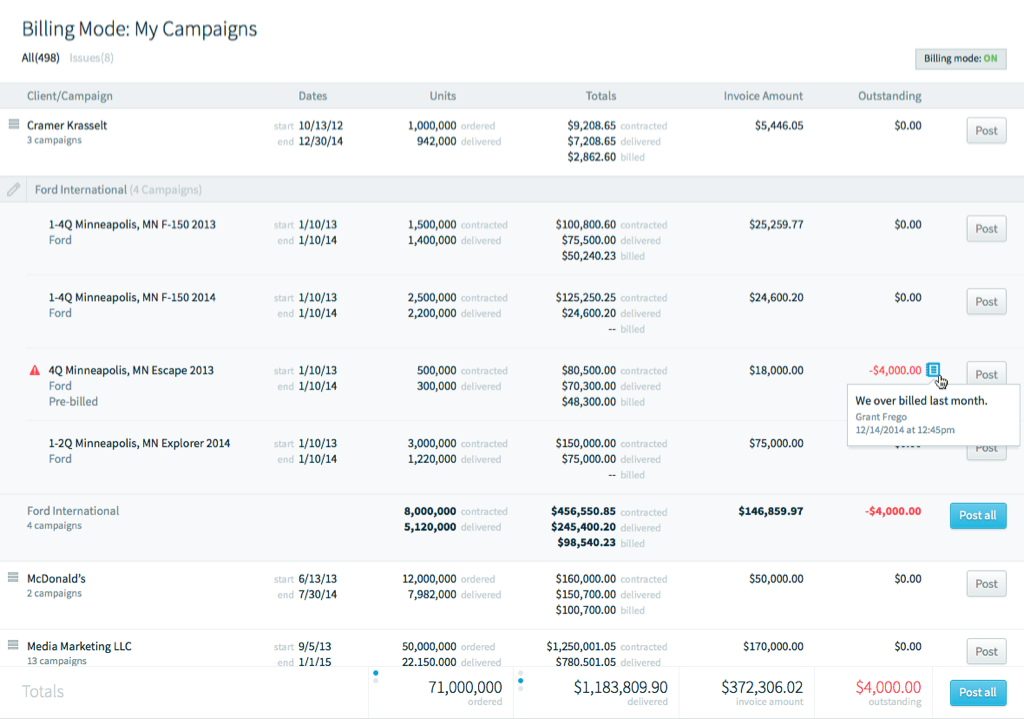 Billing Mode: My Campaigns
All(498) Issues(8)
Billing mode: ON
Client/Campaign Dates Units Totals Invoice Amount Outstanding
Cramer Krasselt start 10/13/12 1,000,000 ordered $9,208.65 contracted $5,446.05 $0.00 Post
3 campaigns end 12/30/14 942,000 delivered $7,208.65 delivered
$2,862.60 billed
Ford International (4 Campaigns)
1-4Q Minneapolis, MN F-150 2013 start 1/10/13 1,500,000 contracted $100,800.60 contracted $25,259.77 $0.00 Post
Ford end 1/10/14 1,400,000 delivered $75,500.00 delivered
$50,240.23 billed
1-4Q Minneapolis, MN F-150 2014 start 1/10/13 2,500,000 contracted $125,250.25 contracted $24,600.20 $0.00 Post
Ford end 1/10/14 2,200,000 delivered $24,600.20 delivered
-- billed
4Q Minneapolis, MN Escape 2013 start 1/10/13 500,000 contracted $80,500.00 contracted $18,000.00 -$4,000.00 Post
Ford end 1/10/14 300,000 delivered $70,300.00 delivered
Pre-billed $48,300.00 billed
We over billed last month.
Grant Frego
12/14/2014 at 12:45pm
1-2Q Minneapolis, MN Explorer 2014 start 1/10/13 3,000,000 contracted $150,000.00 contracted $75,000.00 Post
Ford end 1/10/14 1,220,000 delivered $75,000.00 delivered
-- billed
Ford International 8,000,000 contracted $456,550.85 contracted $146,859.97 -$4,000.00 Post all
4 campaigns 5,120,000 delivered $245,400.20 delivered
$98,540.23 billed
McDonald's start 6/13/13 12,000,000 ordered $160,000.00 contracted $50,000.00 $0.00 Post
2 campaigns end 7/30/14 7,982,000 delivered $150,700.00 delivered
$100,700.00 billed
Media Marketing LLC start 9/5/13 50,000,000 ordered $1,250,001.05 contracted $170,000.00 $0.00 Post
13 campaigns end 1/1/15 22,150,000 delivered $780,501.05 delivered
Totals 71,000,000 $1,183,809.90 $372,306.02 $4,000.00 Post all
ordered delivered invoice amount outstanding